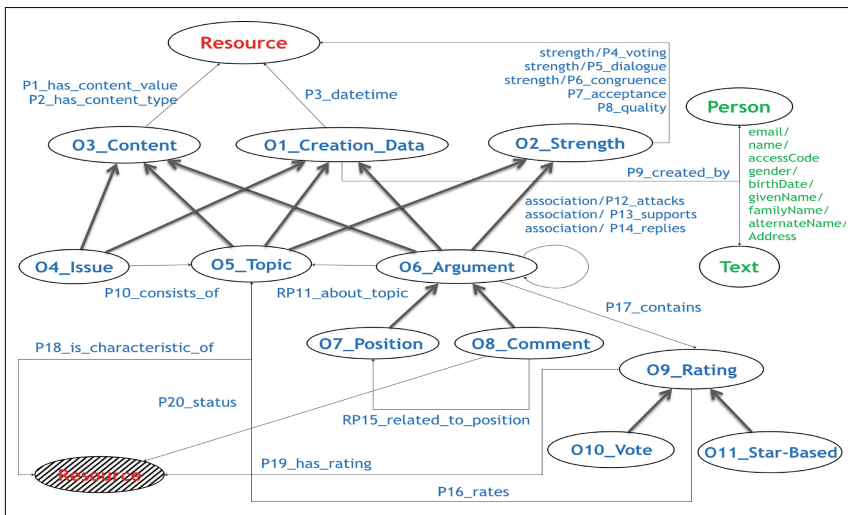 Resource
strength/P4_voting
strength/P5_dialogue
strength/P6_congruence
P7_acceptance
P8_quality
P1_has_content_value
P2_has_content_type
P3_datetime
Person
O3_Content
O1_Creation_Data
O2_Strength
email/
name/
accessCode
gender/
birthDate/
givenName/
familyName/
alternateName/
Address
P9_created_by
association/P12_attacks
association/ P13_supports
association/ P14_replies
O4_Issue
O5_Topic
O6_Argument
Text
P10_consists_of
RP11_about_topic
P17_contains
O7_Position
O8_Comment
P18_is_characteristic_of
O9_Rating
P20_status
RP15_related_to_position
O10_Vote
O11_Star-Based
P19_has_rating
Resource
P16_rates